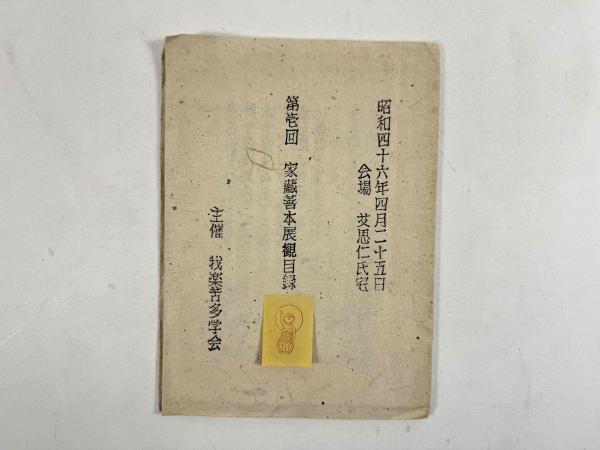 昭和四十六年四月二十五日
会場　艾思仁氏宅
第壱回　家蔵善本展観目録
主催　我楽苦多学会